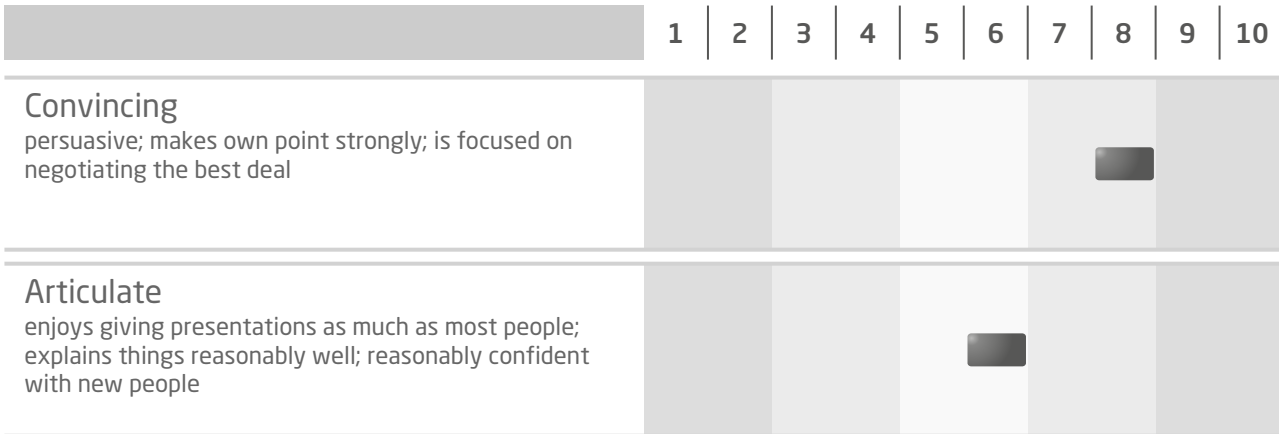 1 2 3 4 5 6 7 8 9 10
Convincing
persuasive; makes own point strongly; is focused on
negotiating the best deal
Articulate
enjoys giving presentations as much as most people;
explains things reasonably well; reasonably confident
with new people